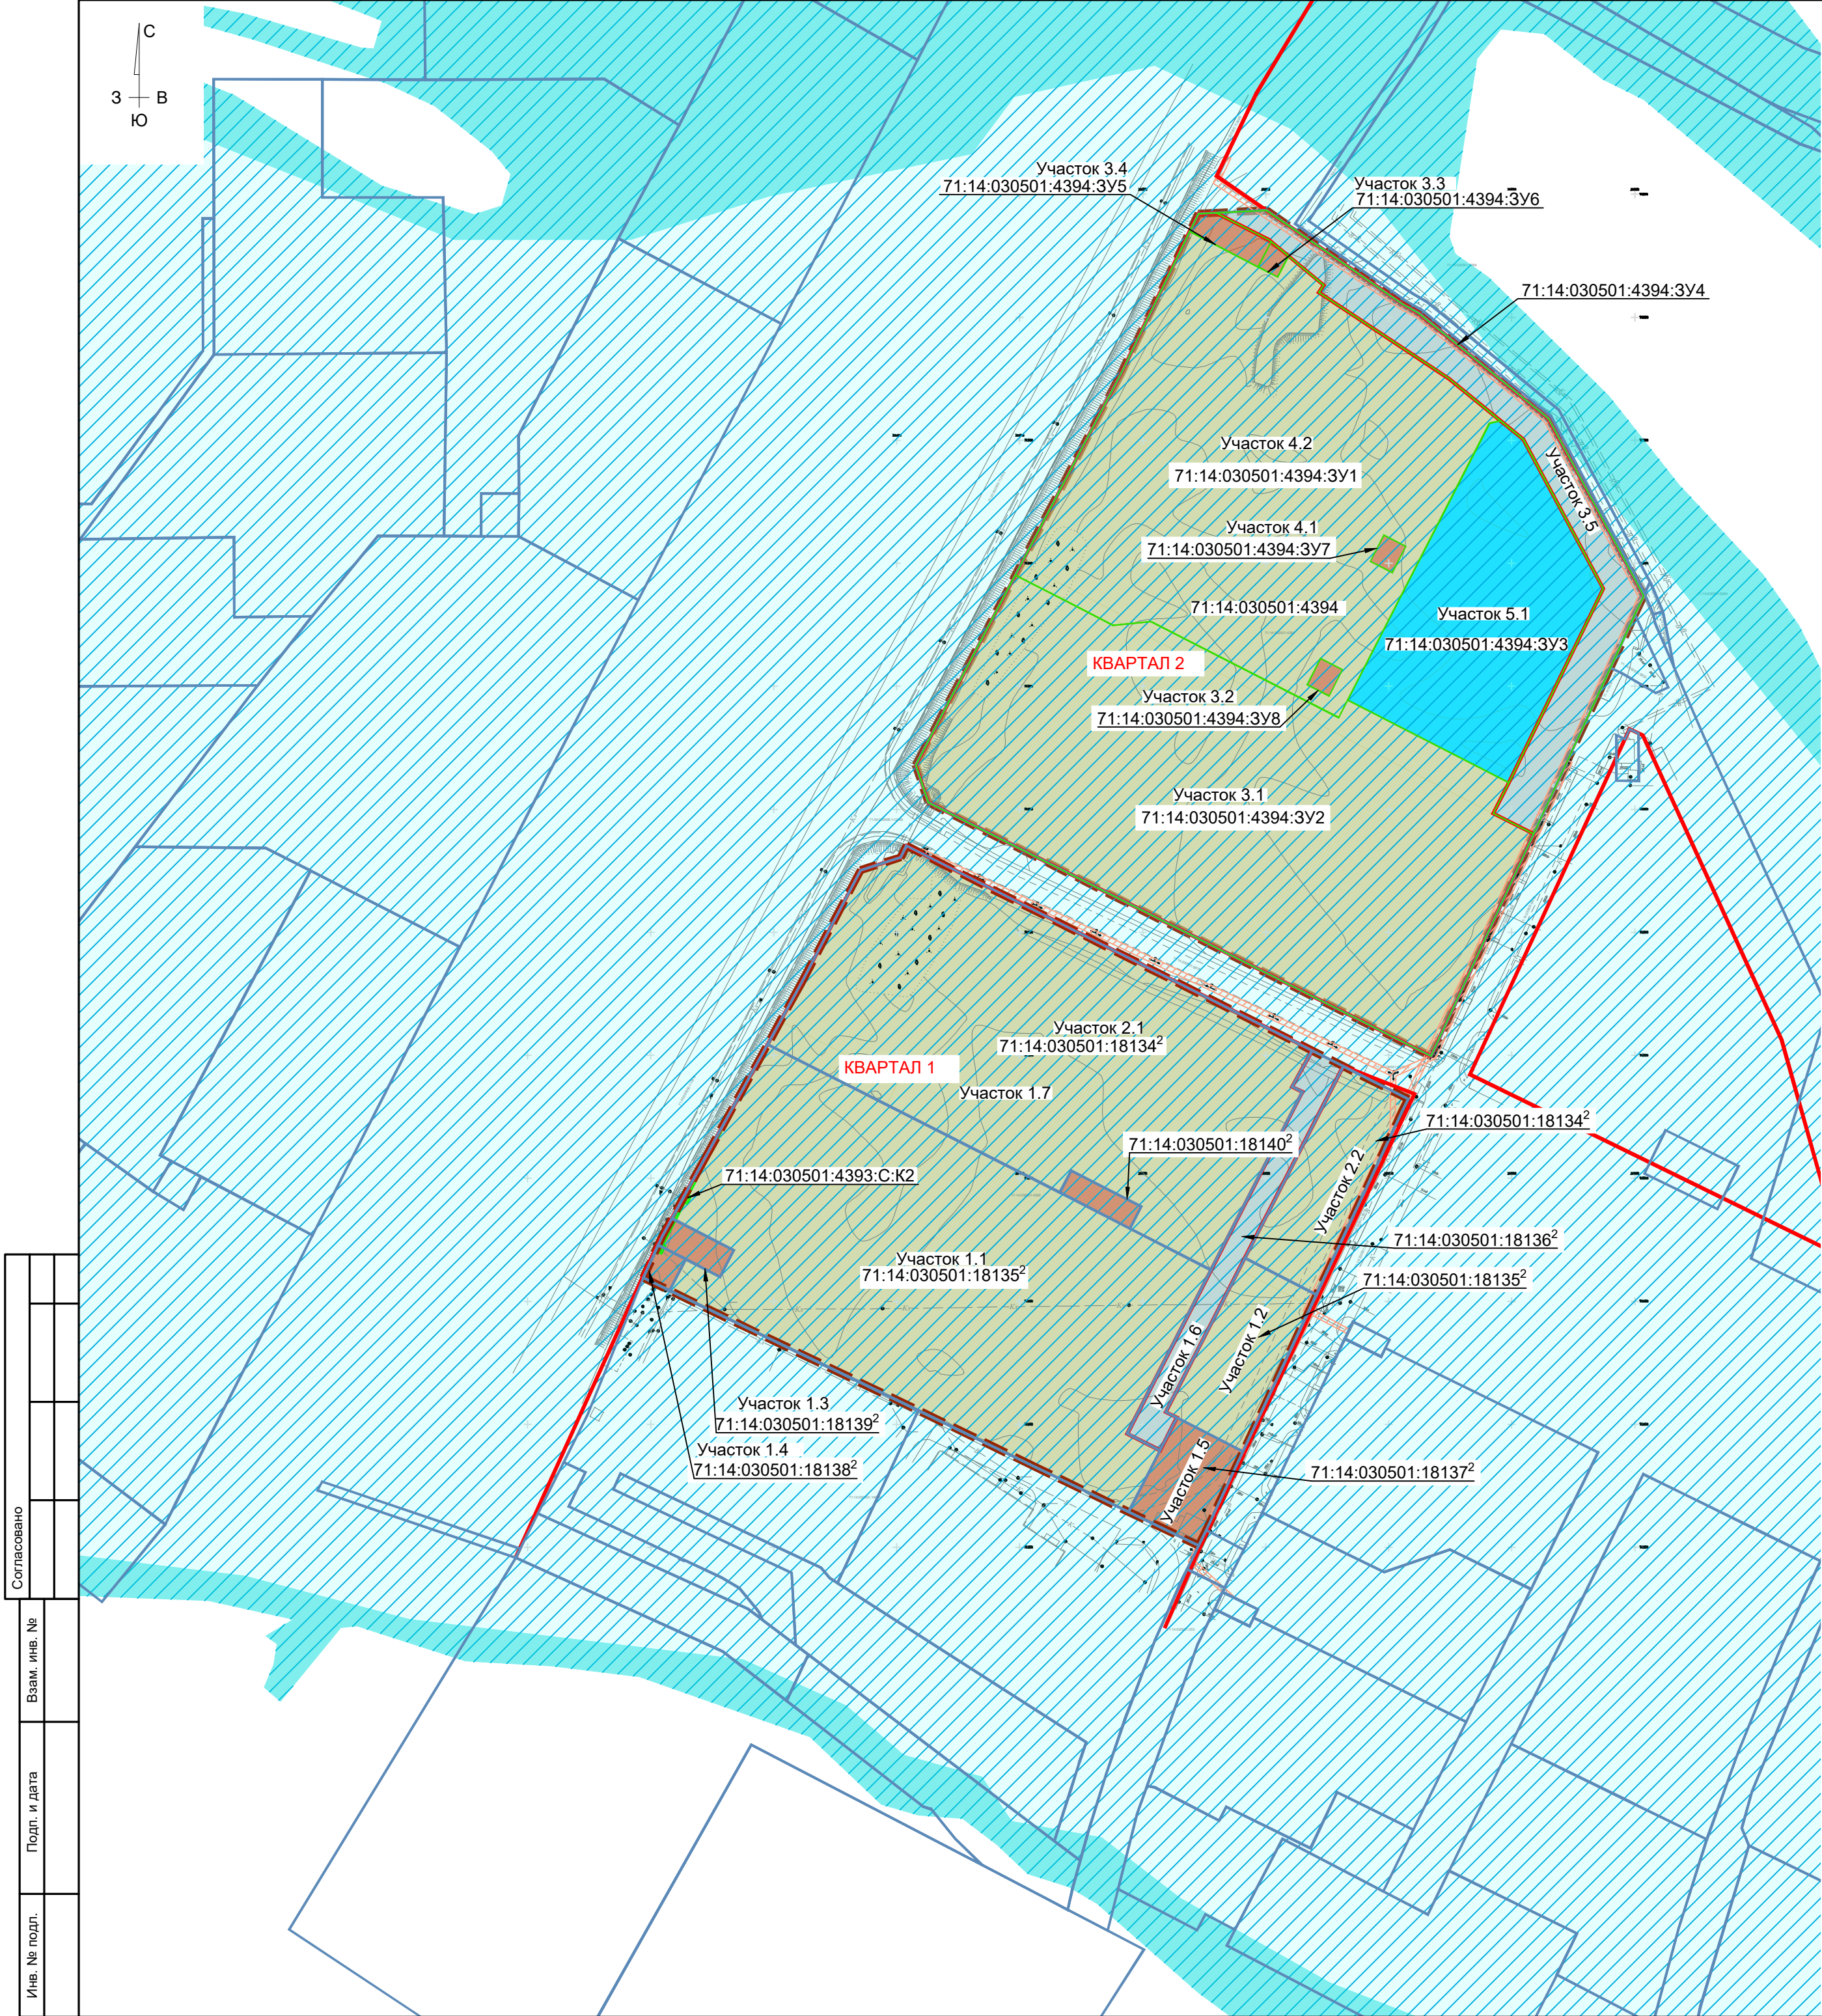 С
З В
Ю
Участок 3.4
71:14:030501:4394:ЗУ5
Участок 3.3
71:14:030501:4394:ЗУ6
71:14:030501:4394:ЗУ4
Участок 4.2
71:14:030501:4394:ЗУ1
Участок 3.5
Участок 4.1
71:14:030501:4394:ЗУ7
71:14:030501:4394
Участок 5.1
71:14:030501:4394:ЗУ3
КВАРТАЛ 2
Участок 3.2
71:14:030501:4394:ЗУ8
Участок 3.1
71:14:030501:4394:ЗУ2
Участок 2.1
71:14:030501:18134²
КВАРТАЛ 1
Участок 1.7
71:14:030501:18134²
71:14:030501:18140²
Участок 2.2
71:14:030501:4393:С:К2
71:14:030501:18136²
Участок 1.1
71:14:030501:18135²
71:14:030501:18135²
Участок 1.6
Участок 1.2
Участок 1.3
71:14:030501:18139²
Участок 1.4
71:14:030501:18138²
Участок 1.5
71:14:030501:18137²
Согласовано
Взам. инв. №
Подп. и дата
Инв. № подл.